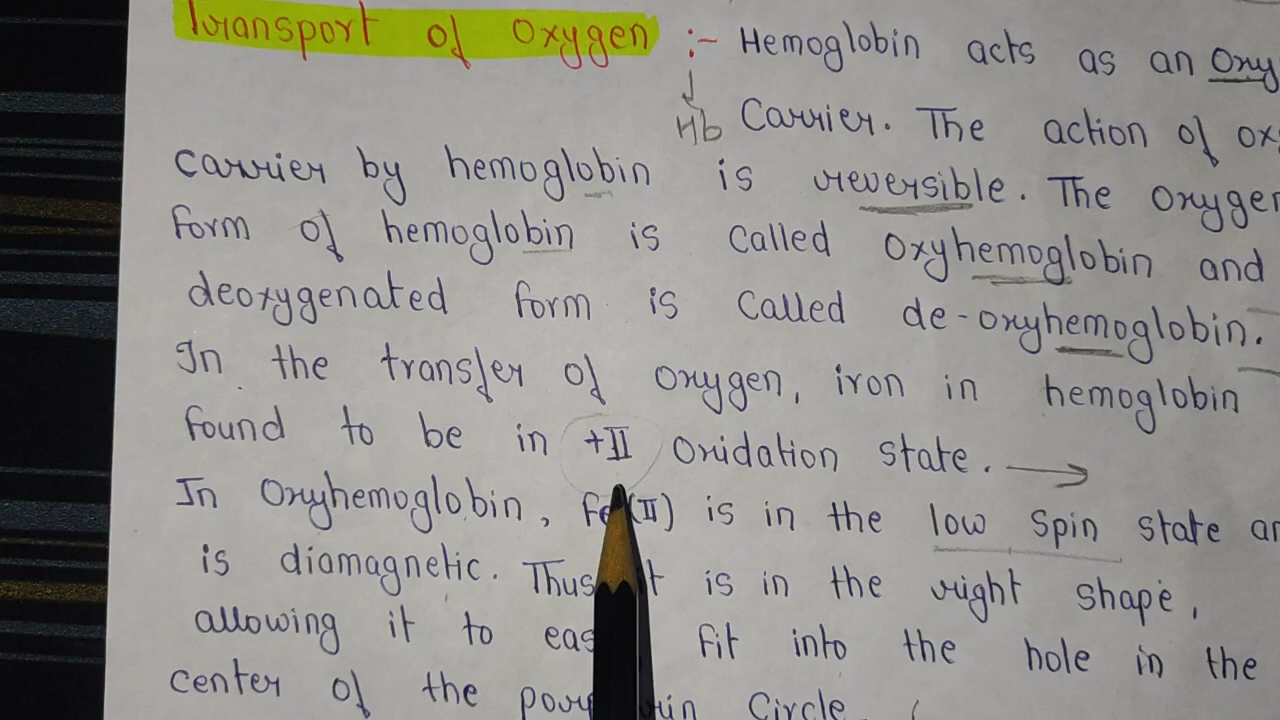 Transport of Oxygen :- Hemoglobin acts as an Oxy
Hb Carrier. The action of ox
carrier by hemoglobin is reversible. The Oxygen
form of hemoglobin is called Oxyhemoglobin and
deoxygenated form is called de-oxyhemoglobin.
In the transfer of oxygen, iron in hemoglobin
found to be in +II Oxidation state. →
In Oxyhemoglobin, Fe(II) is in the low spin state
is diamagnetic. Thus it is in the right shape,
allowing it to eas fit into the hole in the
center of the porphyrin Circle